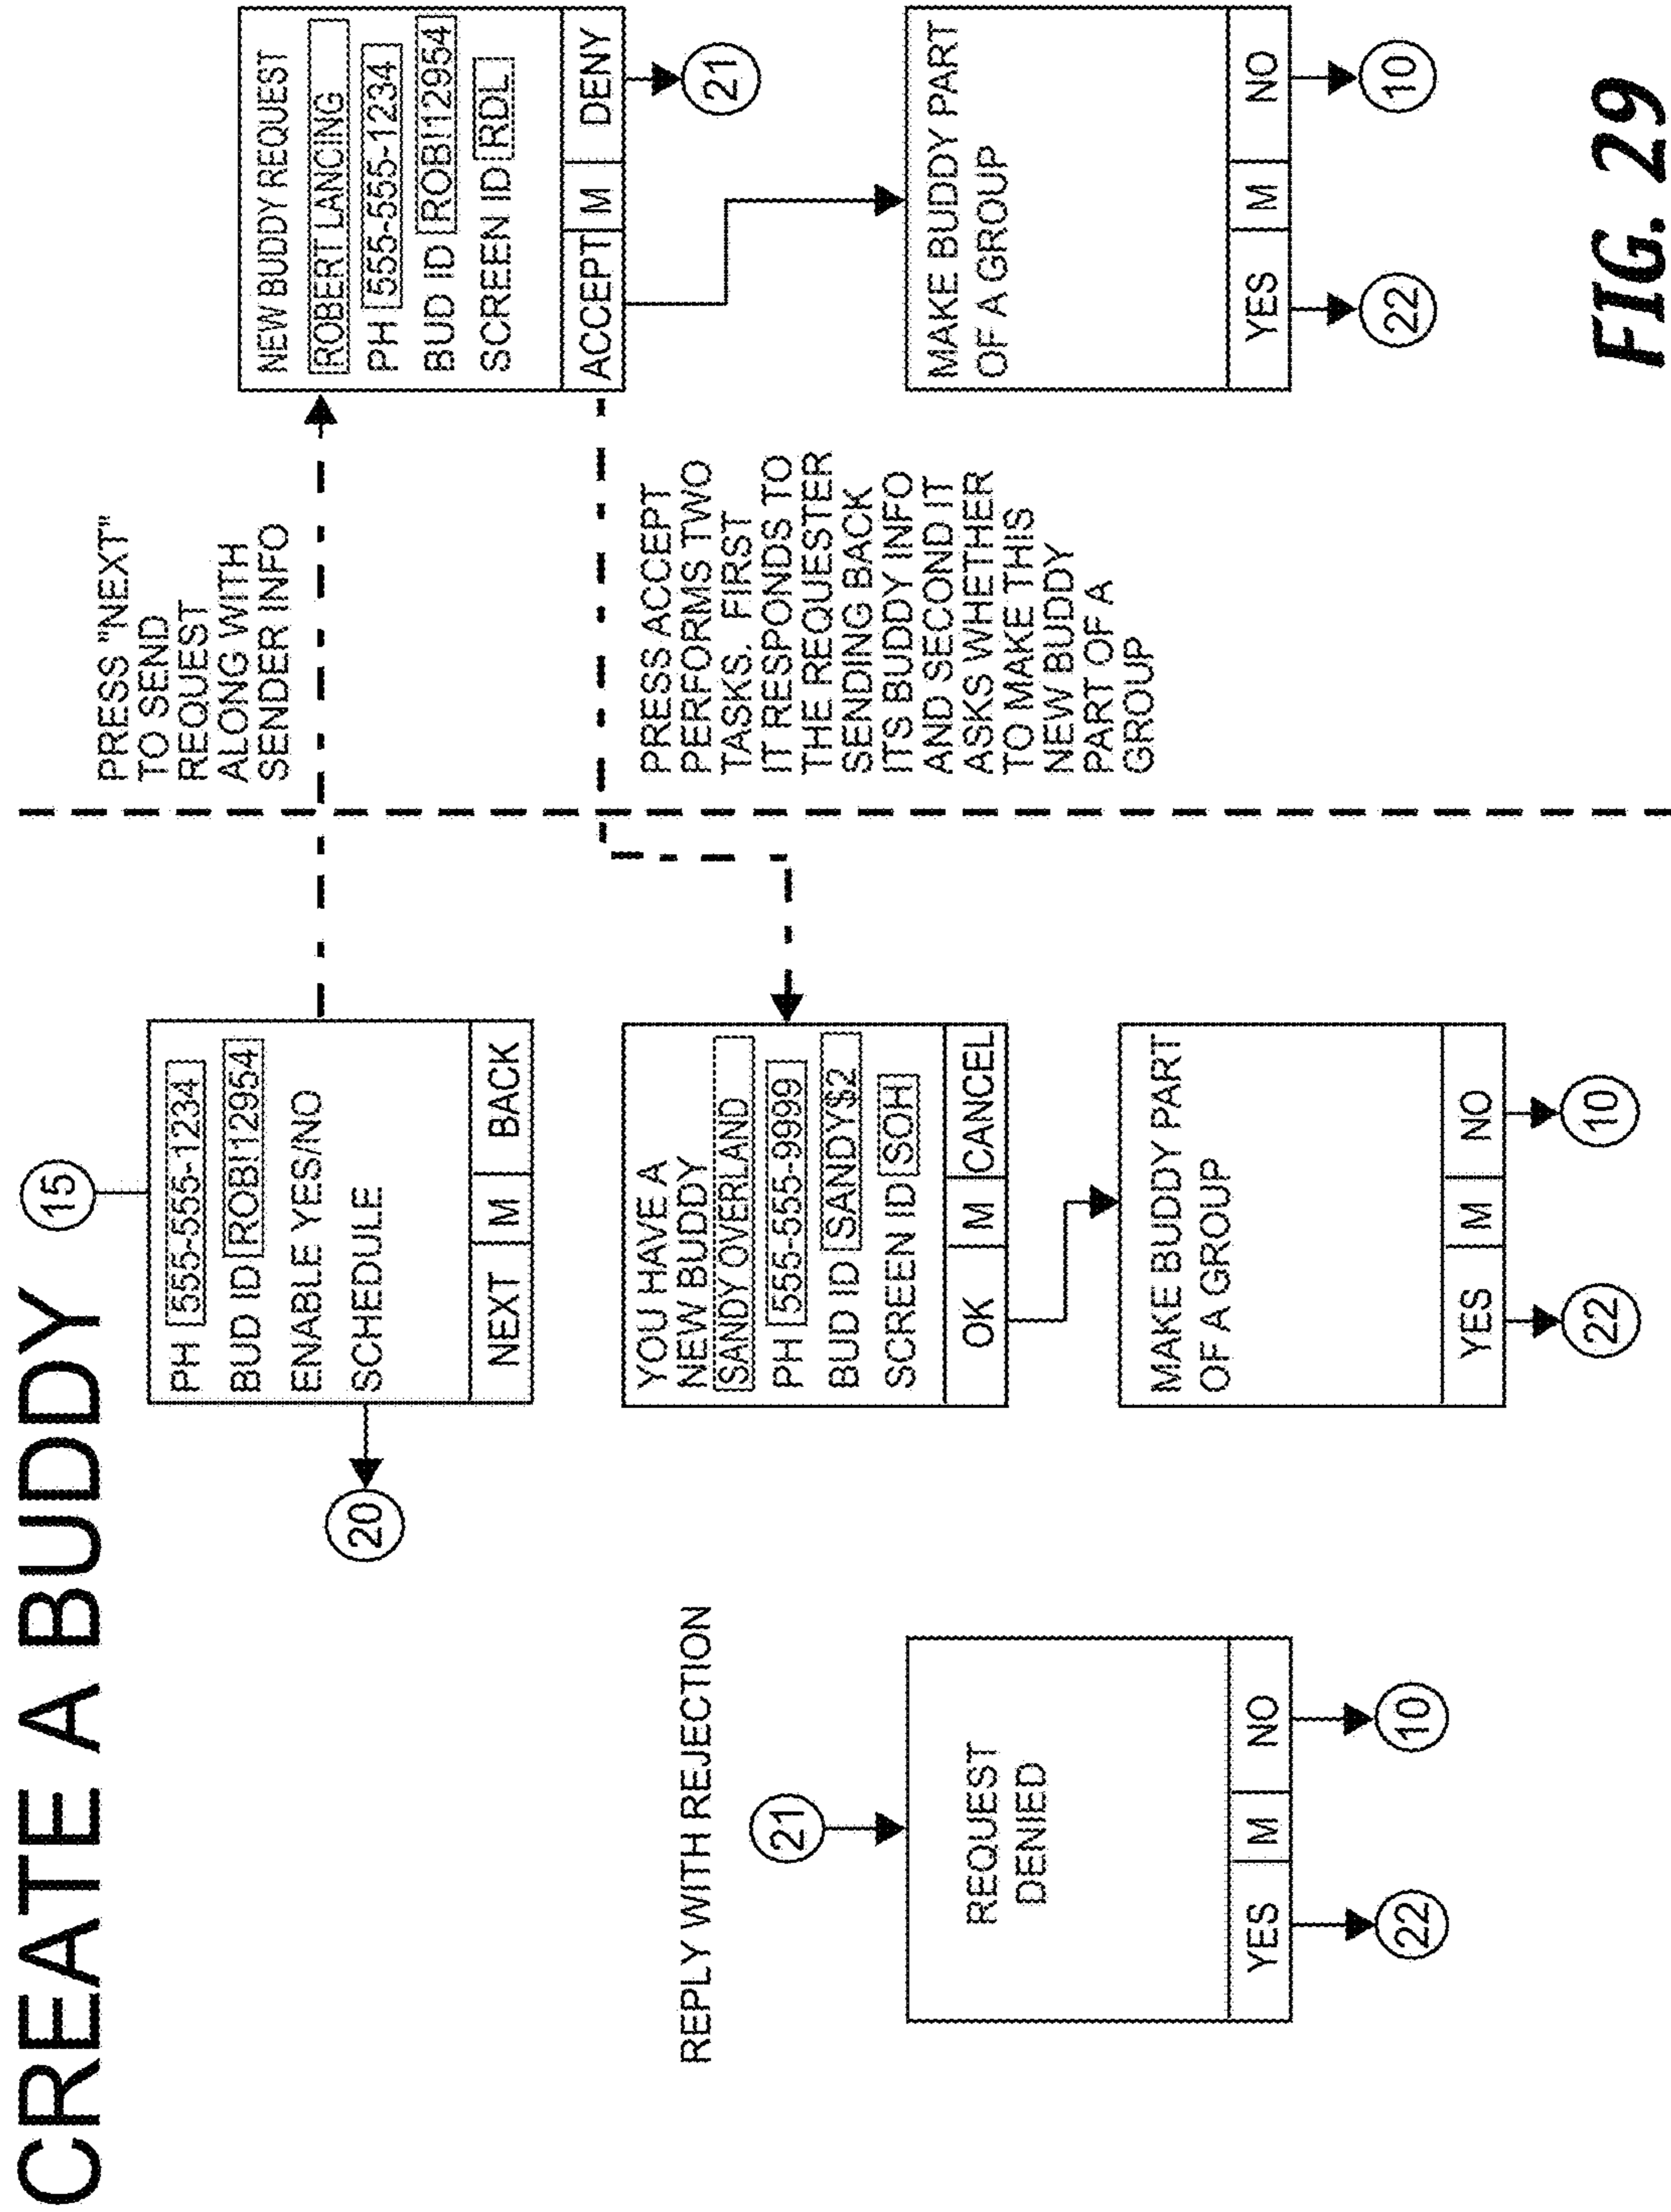 CREATE A BUDDY
15
PH 555-555-1234
BUD ID ROB!12954
ENABLE YES/NO
SCHEDULE
NEXT M BACK
20
PRESS "NEXT"
TO SEND
REQUEST
ALONG WITH
SENDER INFO
NEW BUDDY REQUEST
ROBERT LANCING
PH 555-555-1234
BUD ID ROB!12954
SCREEN ID RDL
ACCEPT M DENY
21
PRESS ACCEPT
PERFORMS TWO
TASKS. FIRST
IT RESPONDS TO
THE REQUESTER
SENDING BACK
ITS BUDDY INFO
AND SECOND IT
ASKS WHETHER
TO MAKE THIS
NEW BUDDY
PART OF A
GROUP
YOU HAVE A
NEW BUDDY
SANDY OVERLAND
PH 555-555-9999
BUD ID SANDY$2
SCREEN ID SOH
OK M CANCEL
MAKE BUDDY PART
OF A GROUP
YES M NO
22 10
MAKE BUDDY PART
OF A GROUP
YES M NO
22 10
REPLY WITH REJECTION
21
REQUEST
DENIED
YES M NO
22 10
FIG. 29